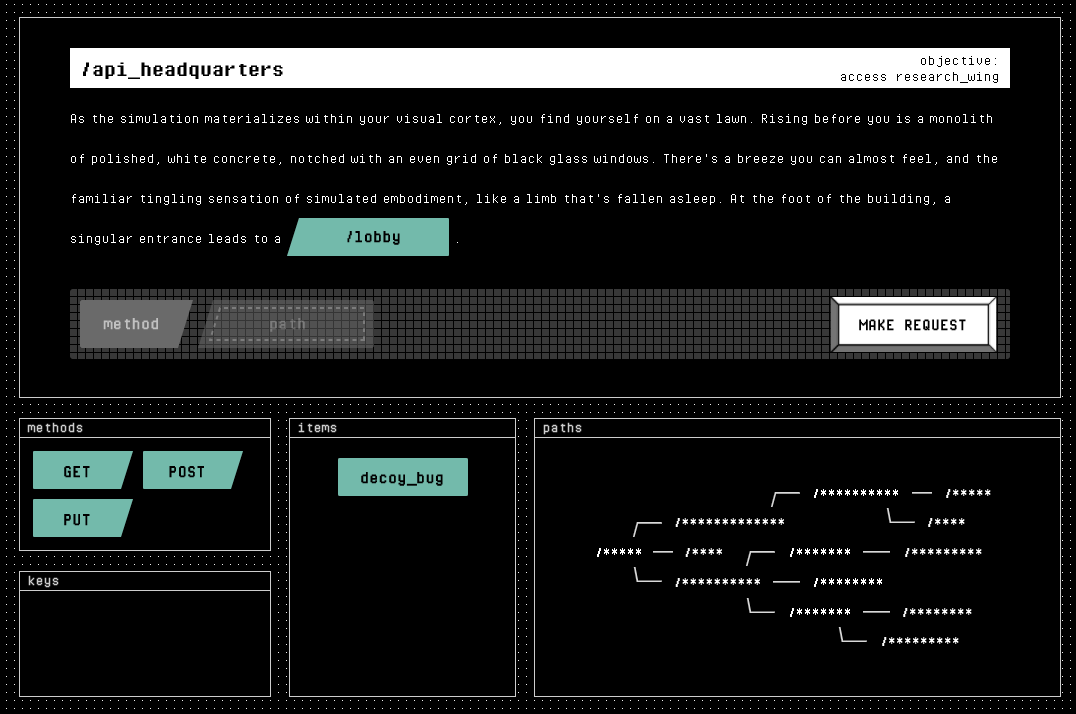 /api_headquarters
objective:
access research_wing
As the simulation materializes within your visual cortex, you find yourself on a vast lawn. Rising before you is a monolith
of polished, white concrete, notched with an even grid of black glass windows. There's a breeze you can almost feel, and the
familiar tingling sensation of simulated embodiment, like a limb that's fallen asleep. At the foot of the building, a
singular entrance leads to a /lobby .
method path MAKE REQUEST
methods
GET POST
PUT
keys
items
decoy_bug
paths
/********** /*****
/************* /****
/***** /**** /******* /*********
/********** /********
/******* /********
/*********